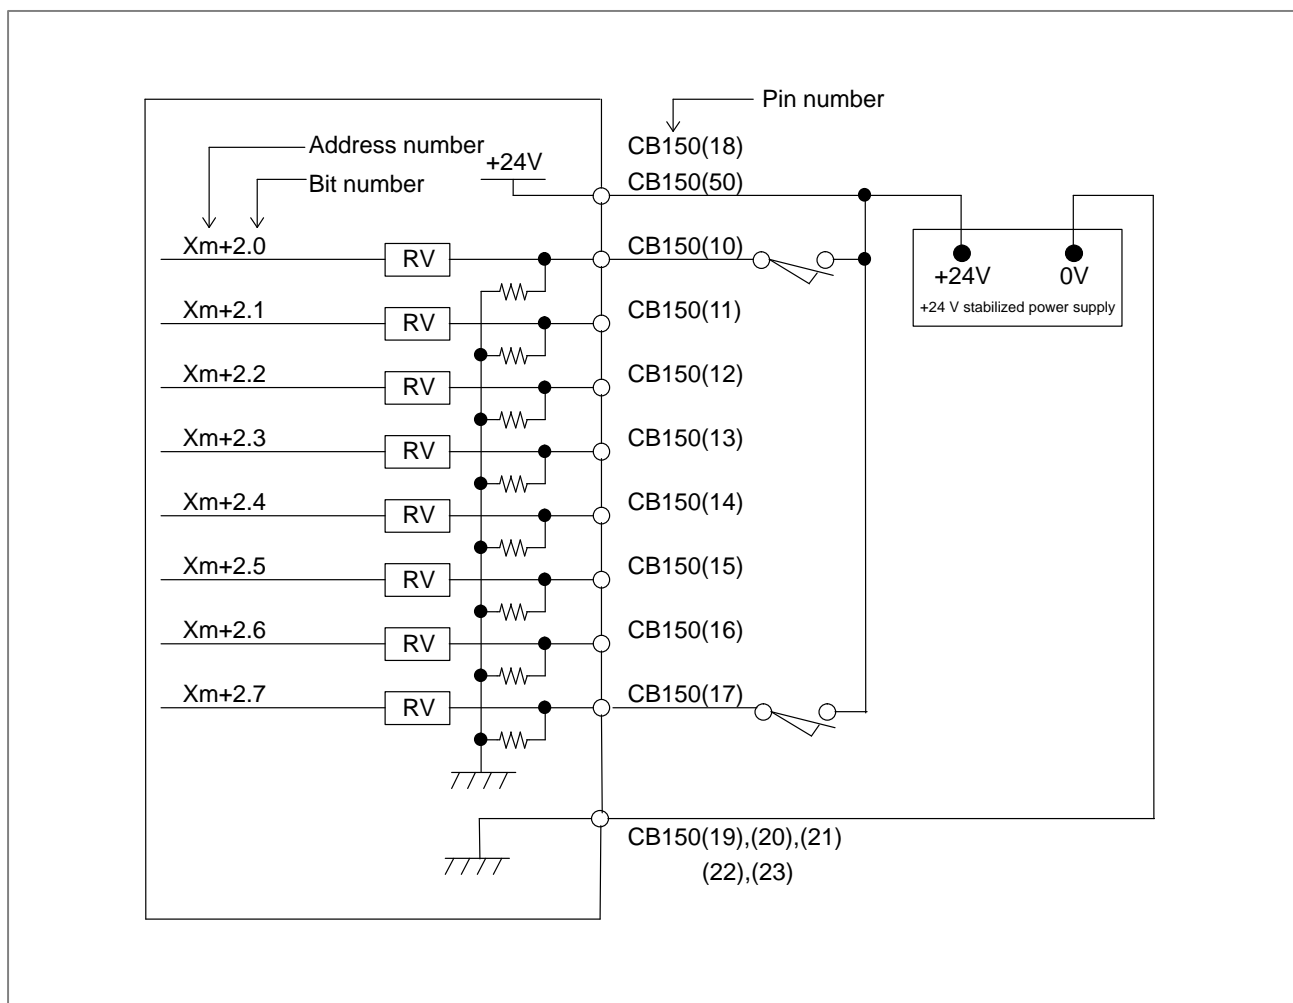 Pin number
CB150(18)
Address number
+24V
CB150(50)
Bit number
Xm+2.0
RV
CB150(10)
+24V
0V
+24 V stabilized power supply
Xm+2.1
RV
CB150(11)
Xm+2.2
RV
CB150(12)
Xm+2.3
RV
CB150(13)
Xm+2.4
RV
CB150(14)
Xm+2.5
RV
CB150(15)
Xm+2.6
RV
CB150(16)
Xm+2.7
RV
CB150(17)
CB150(19),(20),(21)
(22),(23)